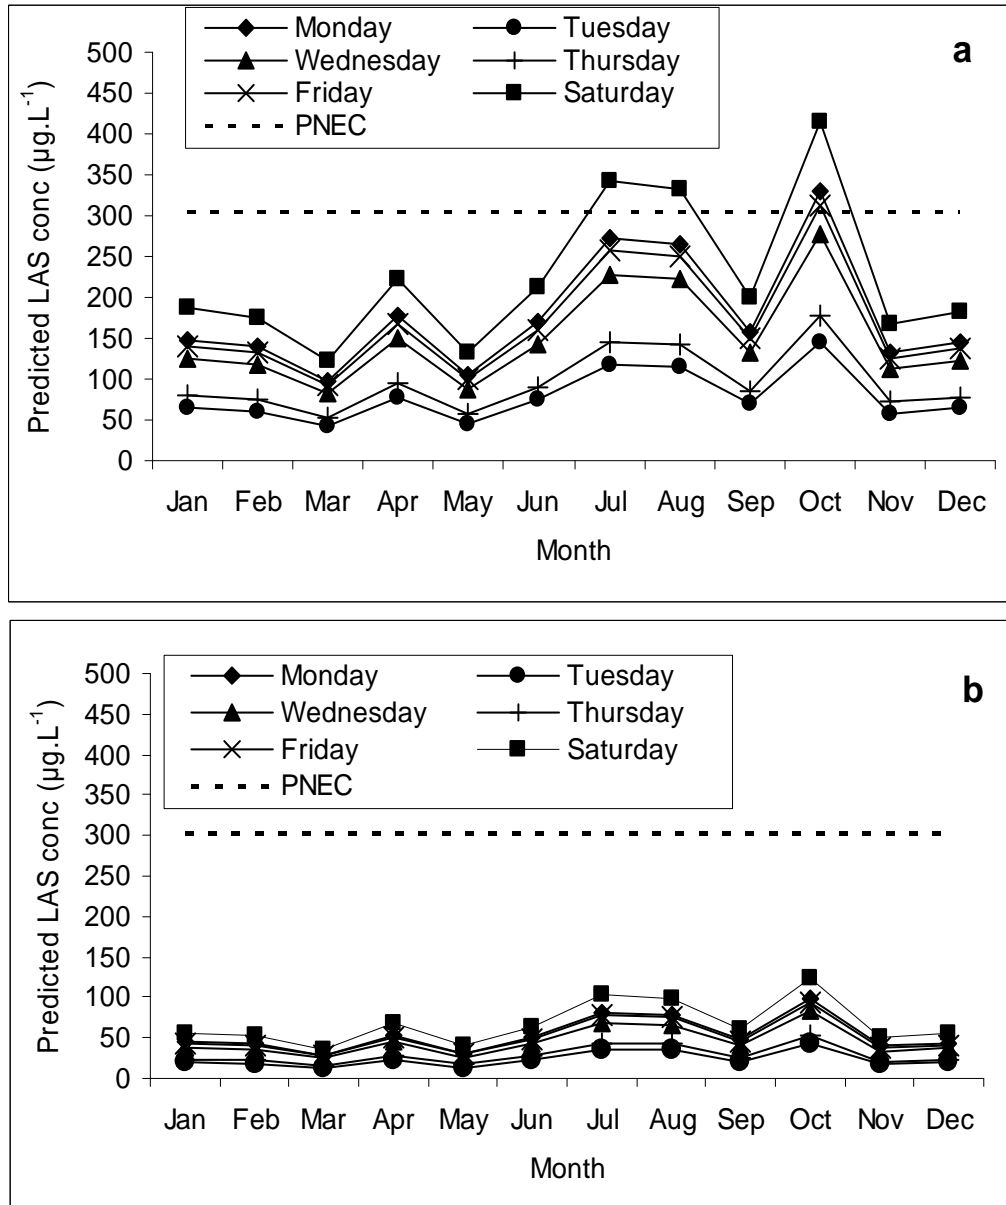 Monday Tuesday
Wednesday Thursday
Friday Saturday
PNEC
a
Predicted LAS conc (µg.L-1)
500
450
400
350
300
250
200
150
100
50
0
Jan Feb Mar Apr May Jun Jul Aug Sep Oct Nov Dec
Month
Monday Tuesday
Wednesday Thursday
Friday Saturday
PNEC
b
Predicted LAS conc (µg.L-1)
500
450
400
350
300
250
200
150
100
50
0
Jan Feb Mar Apr May Jun Jul Aug Sep Oct Nov Dec
Month